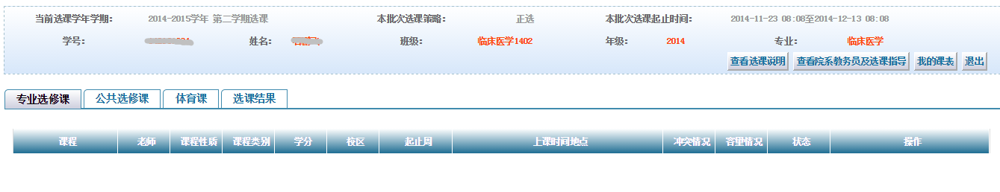 当前选课学年学期: 2014-2015学年 第二学期选课 本批次选课策略: 正选 本批次选课起止时间: 2014-11-23 08:08至2014-12-13 08:08
学号: 姓名: 班级: 临床医学1402 年级: 2014 专业: 临床医学
查看选课说明 查看院系教务员及选课指导 我的课表 退出
专业选修课 公共选修课 体育课 选课结果
课程 老师 课程性质 课程类别 学分 校区 起止周 上课时间地点 冲突情况 容量情况 状态 操作